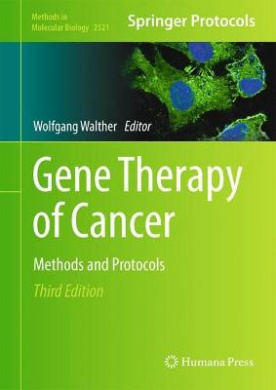 Methods in
Molecular Biology 2521
Springer Protocols
Wolfgang Walther Editor
Gene Therapy
of Cancer
Methods and Protocols
Third Edition
Humana Press